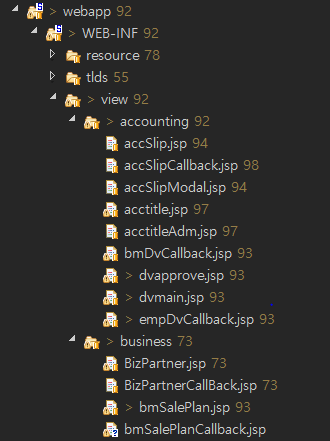 > webapp 92
> WEB-INF 92
resource 78
tlds 55
> view 92
> accounting 92
accSlip.jsp 94
accSlipCallback.jsp 98
accSlipModal.jsp 94
acctitle.jsp 97
acctitleAdm.jsp 97
bmDvCallback.jsp 93
> dvapprove.jsp 93
> dvmain.jsp 93
> empDvCallback.jsp 93
> business 73
BizPartner.jsp 73
BizPartnerCallBack.jsp 73
> bmSalePlan.jsp 93
bmSalePlanCallback.jsp